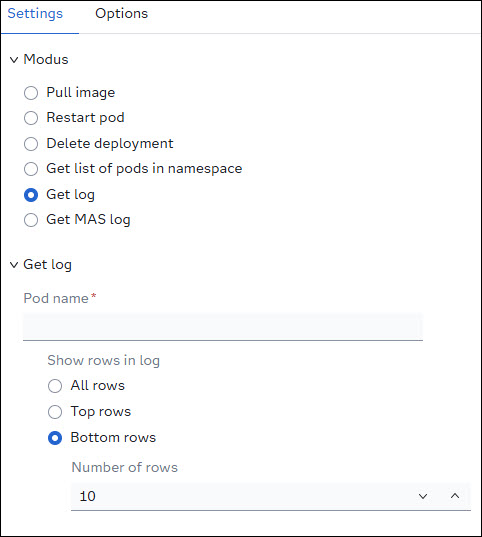 Settings Options
Modus
Pull image
Restart pod
Delete deployment
Get list of pods in namespace
Get log
Get MAS log
Get log
Pod name*
Show rows in log
All rows
Top rows
Bottom rows
Number of rows
10